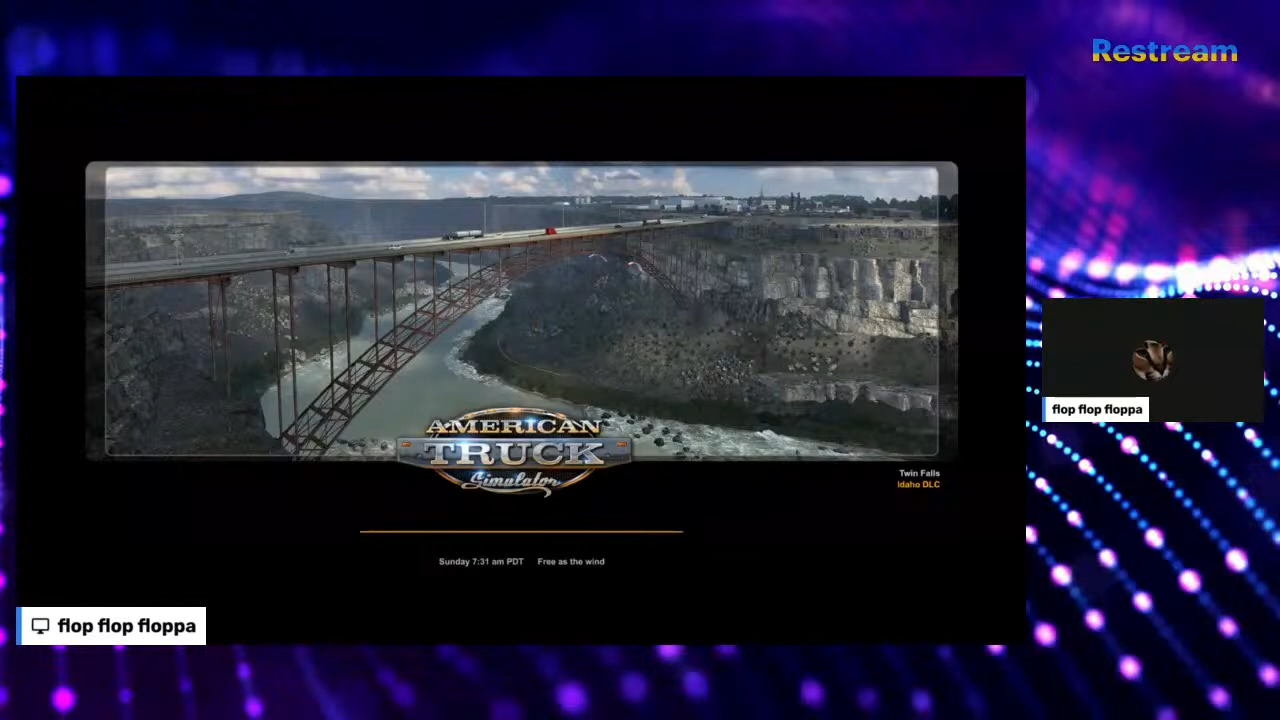 Restream
flop flop floppa
AMERICAN
TRUCK
Simulator
Twin Falls
Idaho DLC
Sunday 7:31 am PDT Free as the wind
flop flop floppa